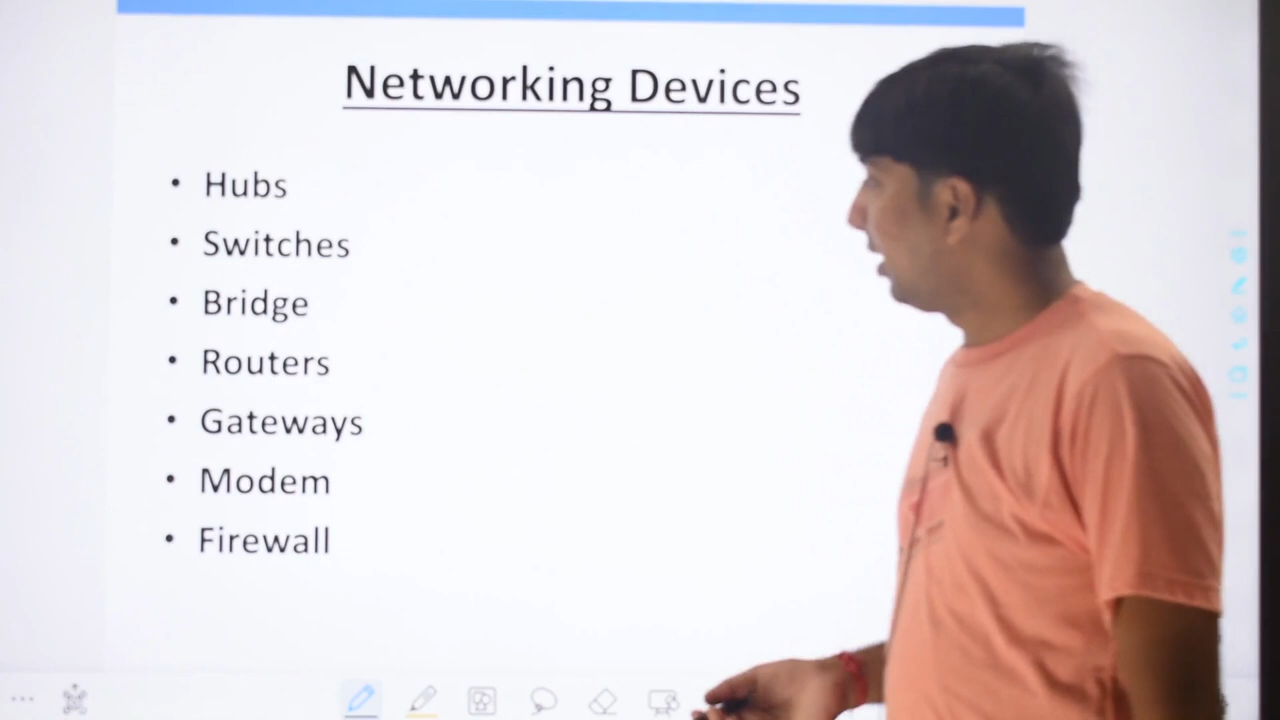 Networking Devices
• Hubs
• Switches
• Bridge
• Routers
• Gateways
• Modem
• Firewall